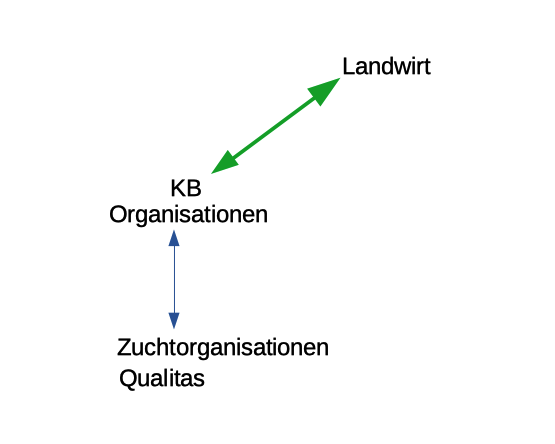 Landwirt
KB
Organisationen
Zuchtorganisationen
Qualitas